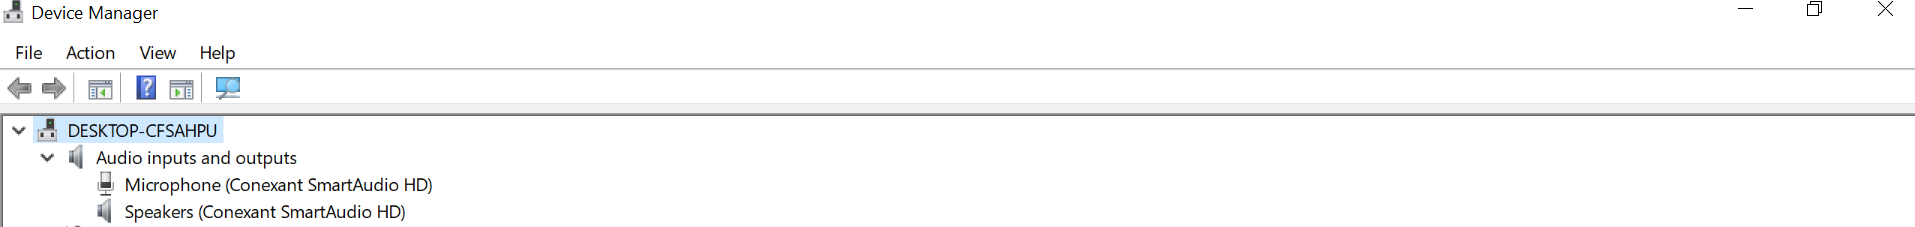 Device Manager
File Action View Help
?
DESKTOP-CFSAHPU
Audio inputs and outputs
Microphone (Conexant SmartAudio HD)
Speakers (Conexant SmartAudio HD)